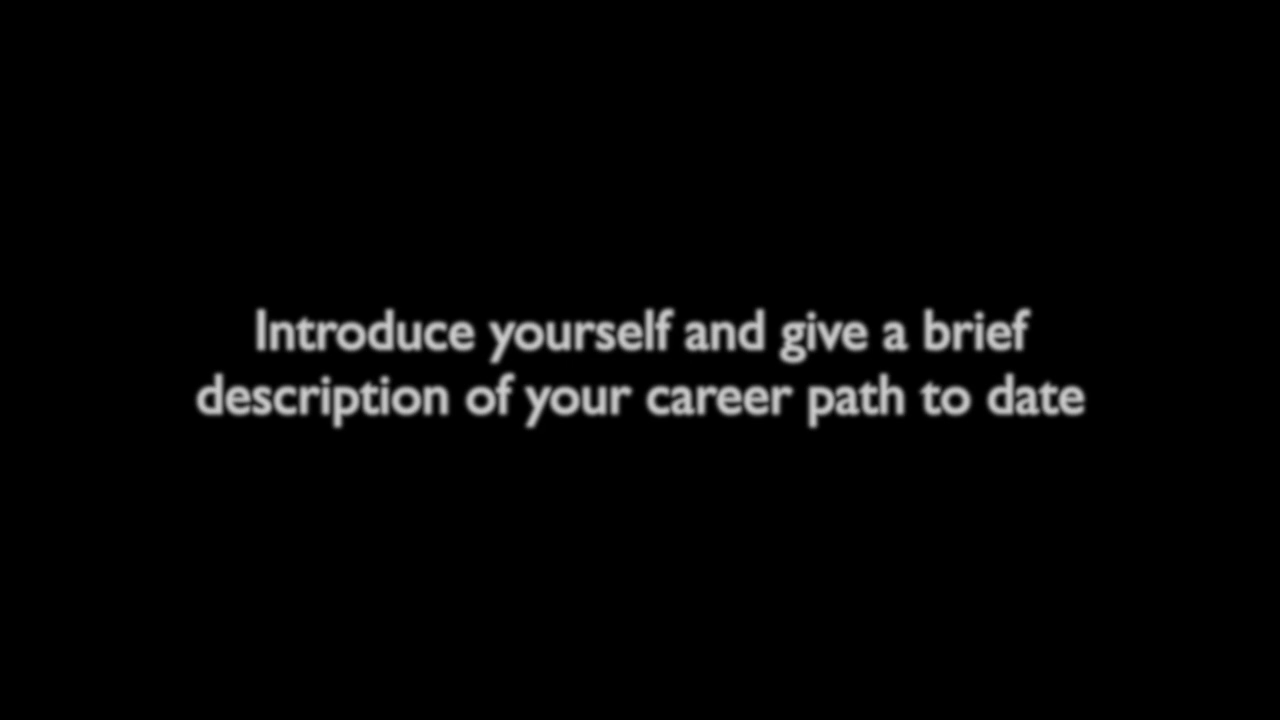 Introduce yourself and give a brief
description of your career path to date